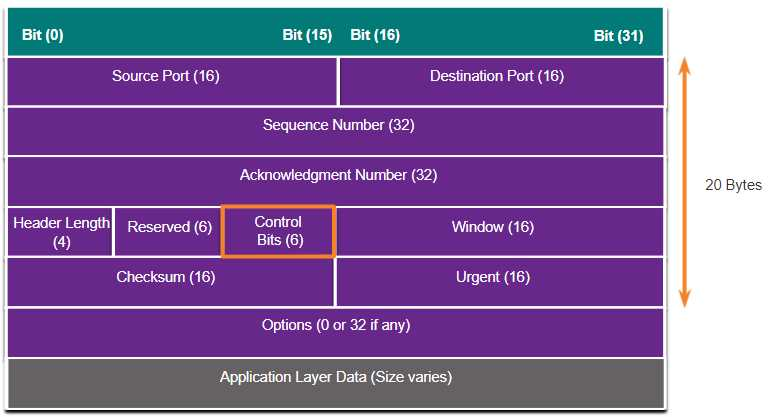 Bit (0) Bit (15) Bit (16) Bit (31)
Source Port (16) Destination Port (16)
Sequence Number (32)
Acknowledgment Number (32)
20 Bytes
Header Length
(4)
Reserved (6)
Control
Bits (6)
Window (16)
Checksum (16) Urgent (16)
Options (0 or 32 if any)
Application Layer Data (Size varies)